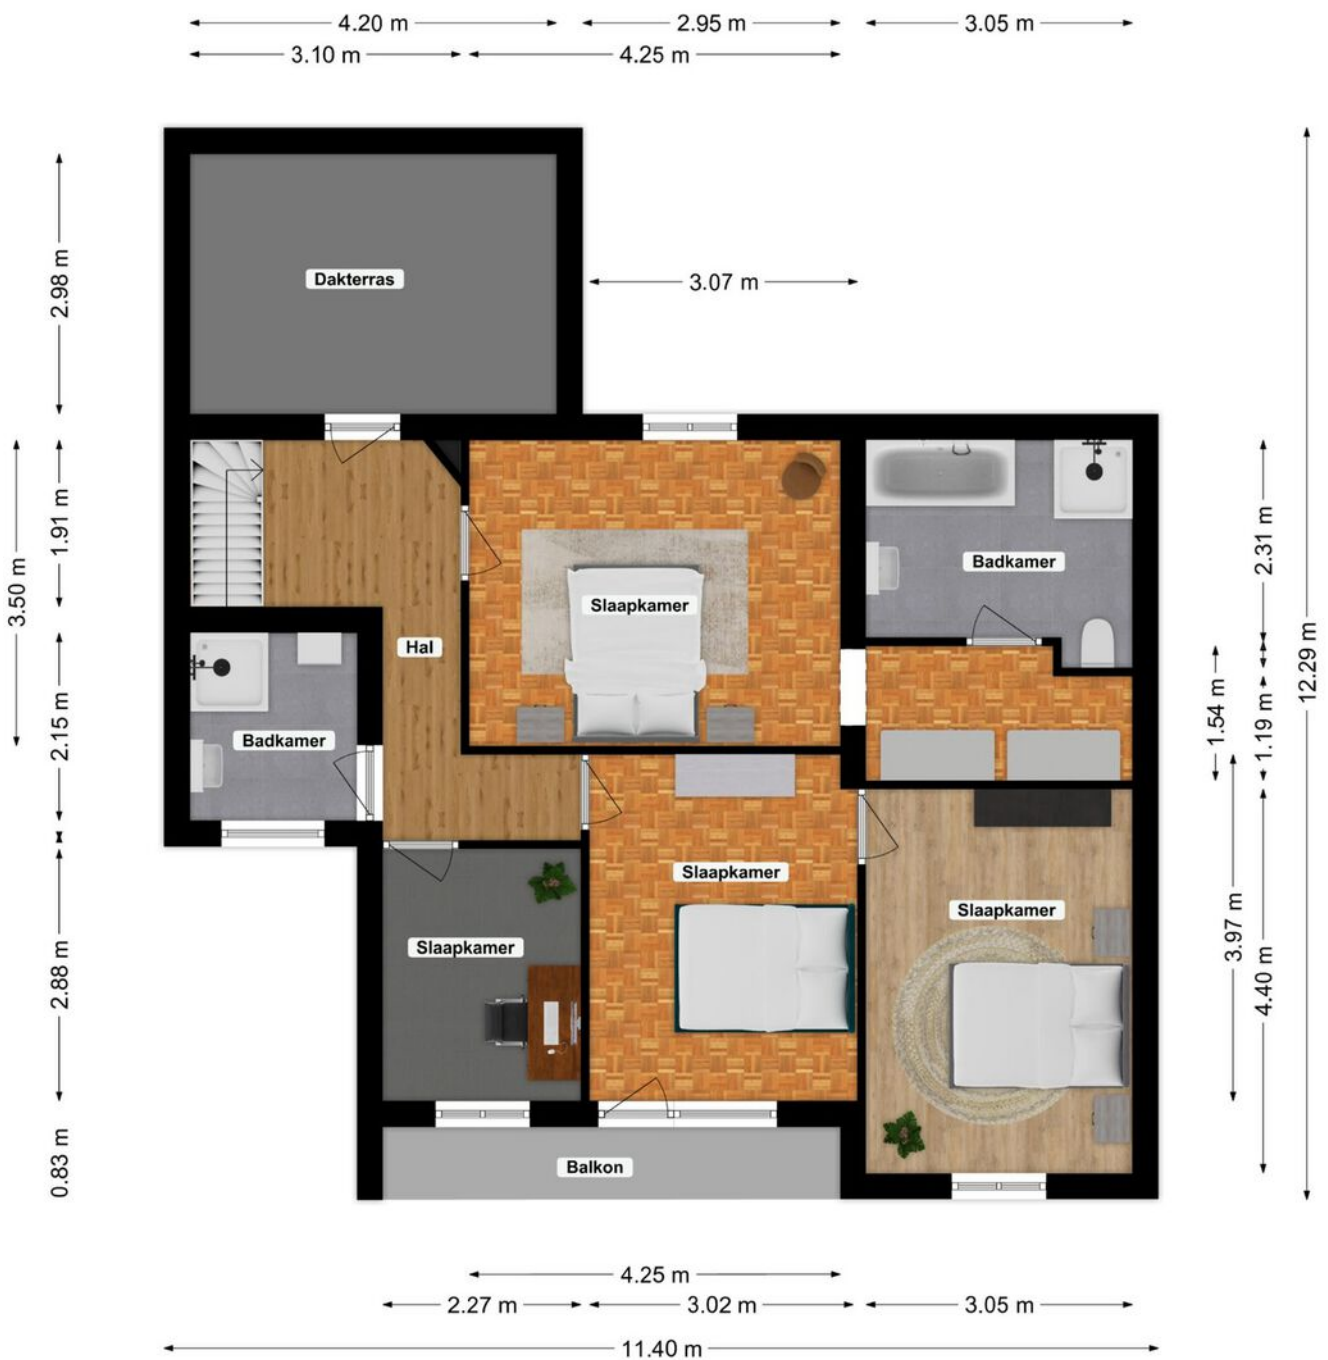 4.20 m
2.95 m
3.05 m
3.10 m
4.25 m
2.98 m
Dakterras
3.07 m
3.50 m
1.91 m
2.15 m
2.88 m
0.83 m
Hal
Slaapkamer
Badkamer
Badkamer
Slaapkamer
Slaapkamer
Slaapkamer
Balkon
2.31 m
1.54 m
1.19 m
3.97 m
4.40 m
12.29 m
4.25 m
2.27 m
3.02 m
3.05 m
11.40 m